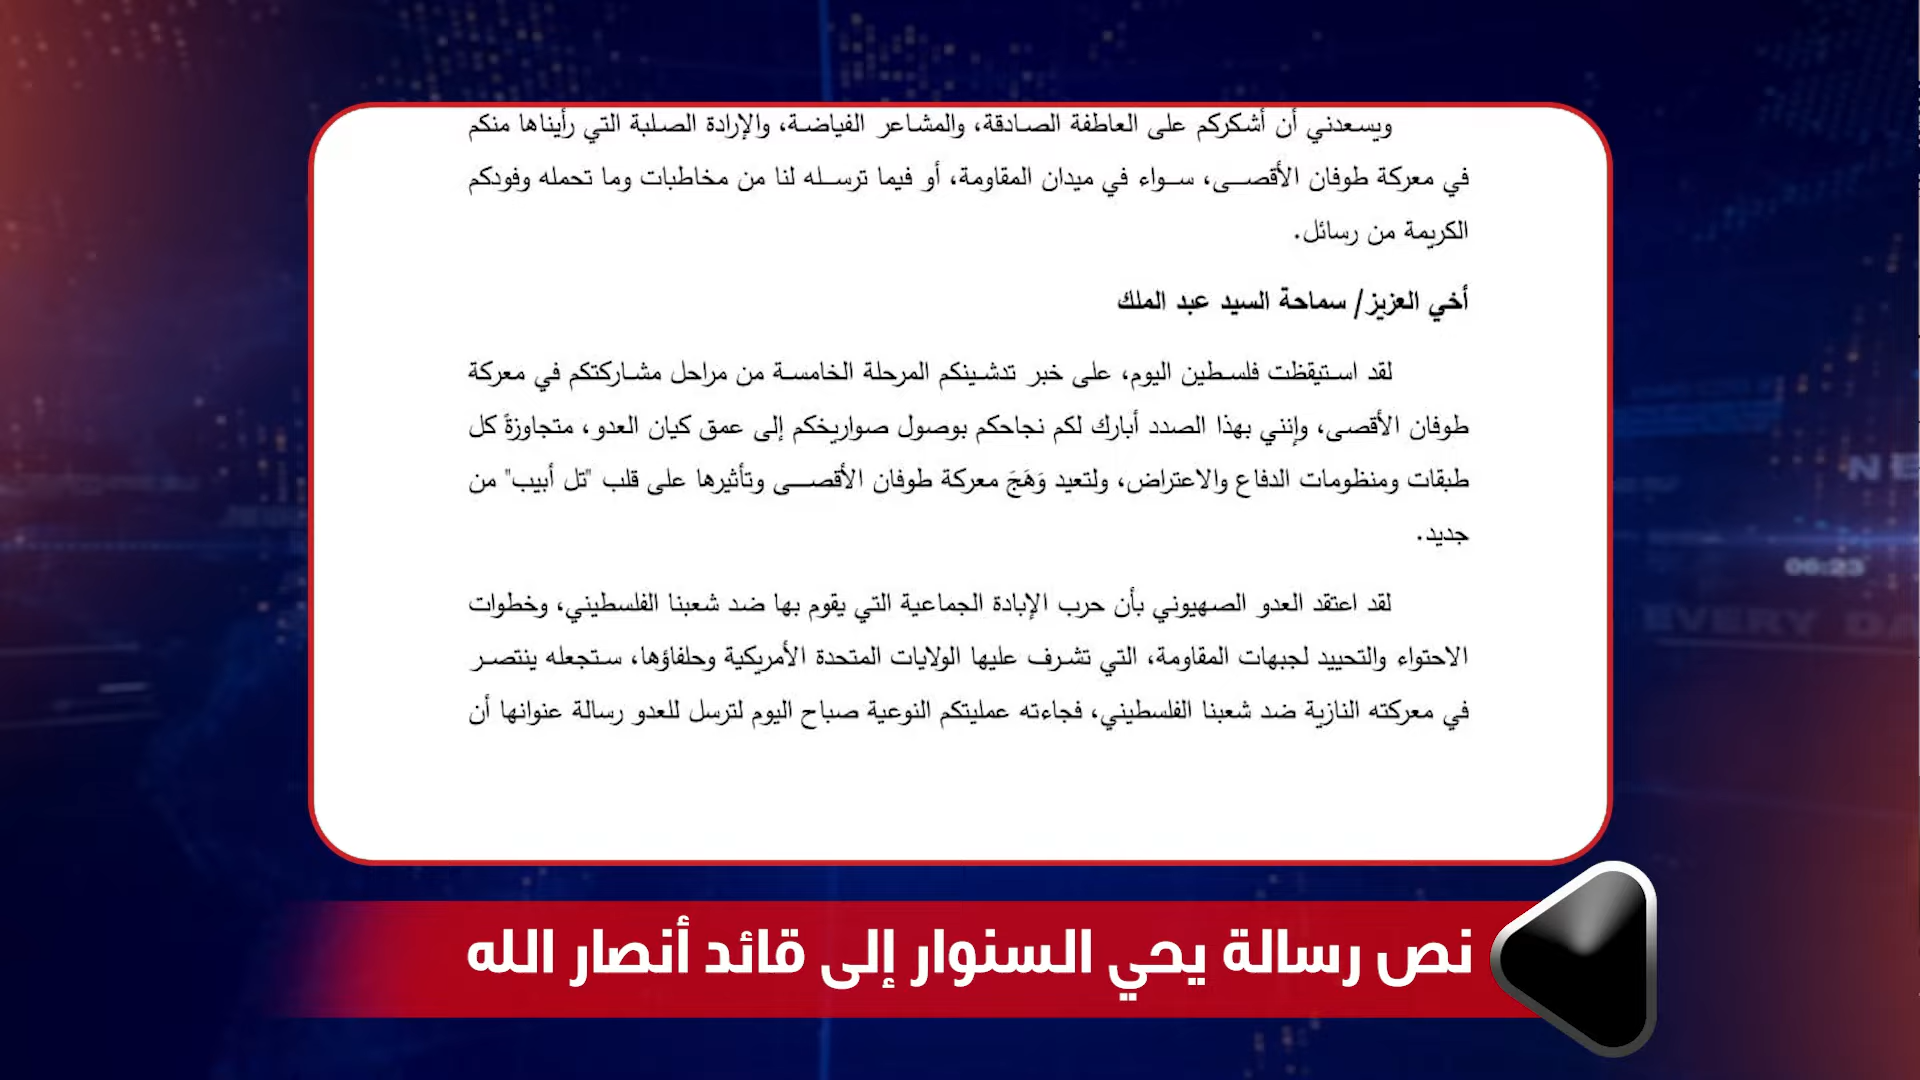 ويسعدني أن أشكركم على العاطفة الصادقة، والمشاعر الفياضة، والإرادة الصلبة التي رأيناها منكم
في معركة طوفان الأقصى، سواء في ميدان المقاومة، أو فيما ترسله لنا من مخاطبات وما تحمله وفودكم
الكريمة من رسائل.
أخي العزيز/ سماحة السيد عبد الملك
لقد استيقظت فلسطين اليوم، على خبر تدشينكم المرحلة الخامسة من مراحل مشاركتكم في معركة
طوفان الأقصى، وإنني بهذا الصدد أبارك لكم نجاحكم بوصول صواريخكم إلى عمق كيان العدو، متجاوزةً كل
طبقات ومنظومات الدفاع والاعتراض، ولتعيد وَهَجَ معركة طوفان الأقصى وتأثيرها على قلب "تل أبيب" من
جديد.
لقد اعتقد العدو الصهيوني بأن حرب الإبادة الجماعية التي يقوم بها ضد شعبنا الفلسطيني، وخطوات
الاحتواء والتحييد لجبهات المقاومة، التي تشرف عليها الولايات المتحدة الأمريكية وحلفاؤها، ستجعله ينتصر
في معركته النازية ضد شعبنا الفلسطيني، فجاءته عمليتكم النوعية صباح اليوم لترسل للعدو رسالة عنوانها أن
نص رسالة يحي السنوار إلى قائد أنصار الله
NE
06:23
EVERY DA